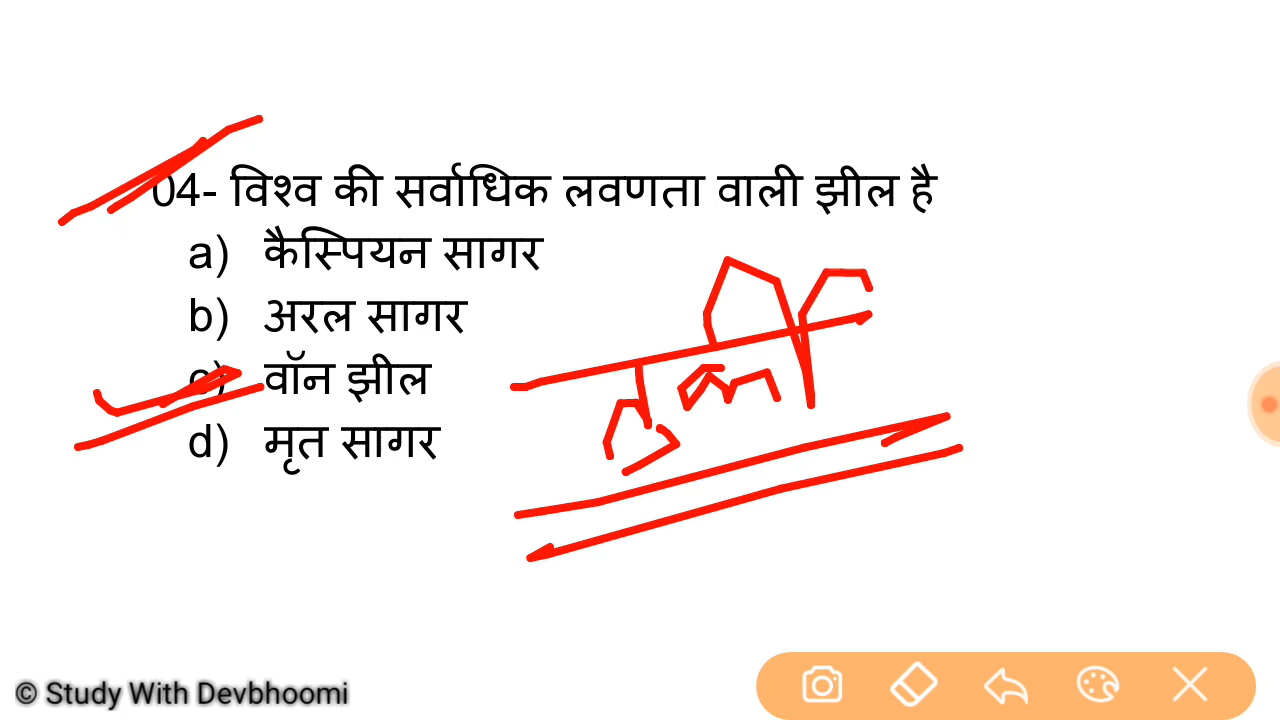 04- विश्व की सर्वाधिक लवणता वाली झील है
a) कैस्पियन सागर
b) अरल सागर
c) वॉन झील
d) मृत सागर
तुर्की
© Study With Devbhoomi